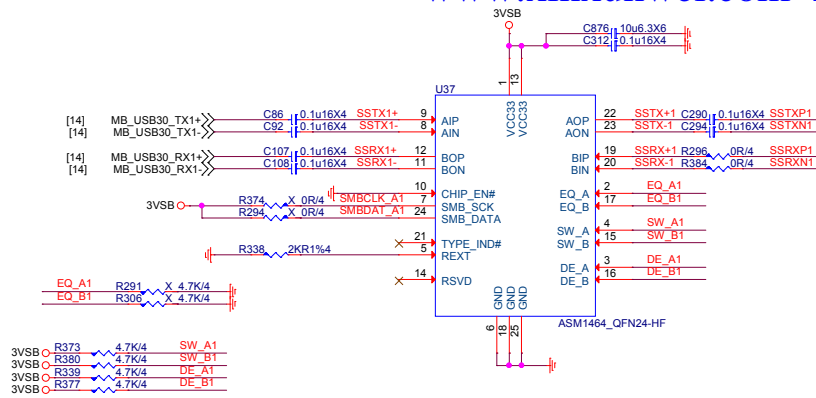 3VSB
C876 10u6.3X6
C312 0.1u16X4
U37
1
13
VCC33
VCC33
[14] MB_USB30_TX1+ C86 0.1u16X4 SSTX1+ 9 AIP AOP 22 SSTX+1 C290 0.1u16X4 SSTXP1
[14] MB_USB30_TX1- C92 0.1u16X4 SSTX1- 8 AIN AON 23 SSTX-1 C294 0.1u16X4 SSTXN1
[14] MB_USB30_RX1+ C107 0.1u16X4 SSRX1+ 12 BOP BIP 19 SSRX+1 R296 0R/4 SSRXP1
[14] MB_USB30_RX1- C108 0.1u16X4 SSRX1- 11 BON BIN 20 SSRX-1 R384 0R/4 SSRXN1
10 CHIP_EN# EQ_A 2 EQ_A1
3VSB R374 X_0R/4 SMBCLK_A1 7 SMB_SCK EQ_B 17 EQ_B1
R294 X_0R/4 SMBDAT_A1 24 SMB_DATA
SW_A 4 SW_A1
21 TYPE_IND# SW_B 15 SW_B1
R338 2KR1%4 5 REXT
DE_A 3 DE_A1
14 RSVD DE_B 16 DE_B1
EQ_A1 R291 X_4.7K/4
EQ_B1 R306 X_4.7K/4
GND
GND
GND
6
18
25
ASM1464_QFN24-HF
3VSB R373 4.7K/4 SW_A1
3VSB R380 4.7K/4 SW_B1
3VSB R339 4.7K/4 DE_A1
3VSB R377 4.7K/4 DE_B1